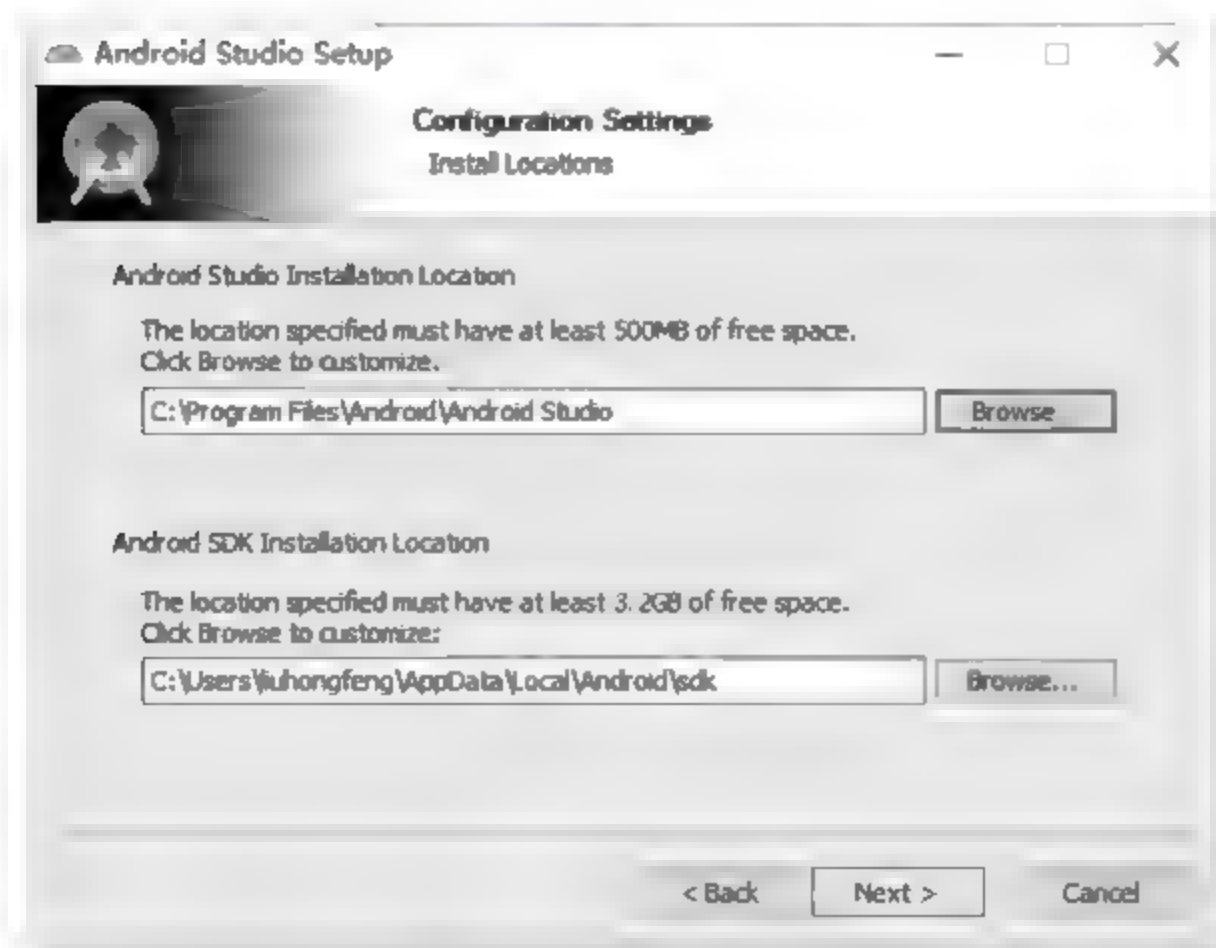 Android Studio Setup
Configuration Settings
Install Locations
Android Studio Installation Location
The location specified must have at least 500MB of free space.
Click Browse to customize.
C:\Program Files\Android\Android Studio
Browse
Android SDK Installation Location
The location specified must have at least 3.2GB of free space.
Click Browse to customize:
C:\Users\liuhongfeng\AppData\Local\Android\sdk
Browse...
< Back
Next >
Cancel